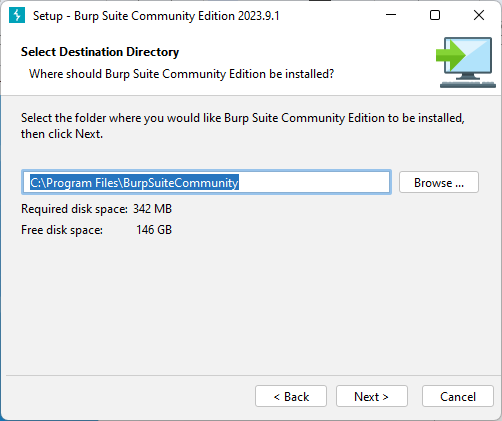 Setup - Burp Suite Community Edition 2023.9.1
Select Destination Directory
Where should Burp Suite Community Edition be installed?
Select the folder where you would like Burp Suite Community Edition to be installed,
then click Next.
C:\Program Files\BurpSuiteCommunity
Browse ...
Required disk space: 342 MB
Free disk space: 146 GB
< Back
Next >
Cancel